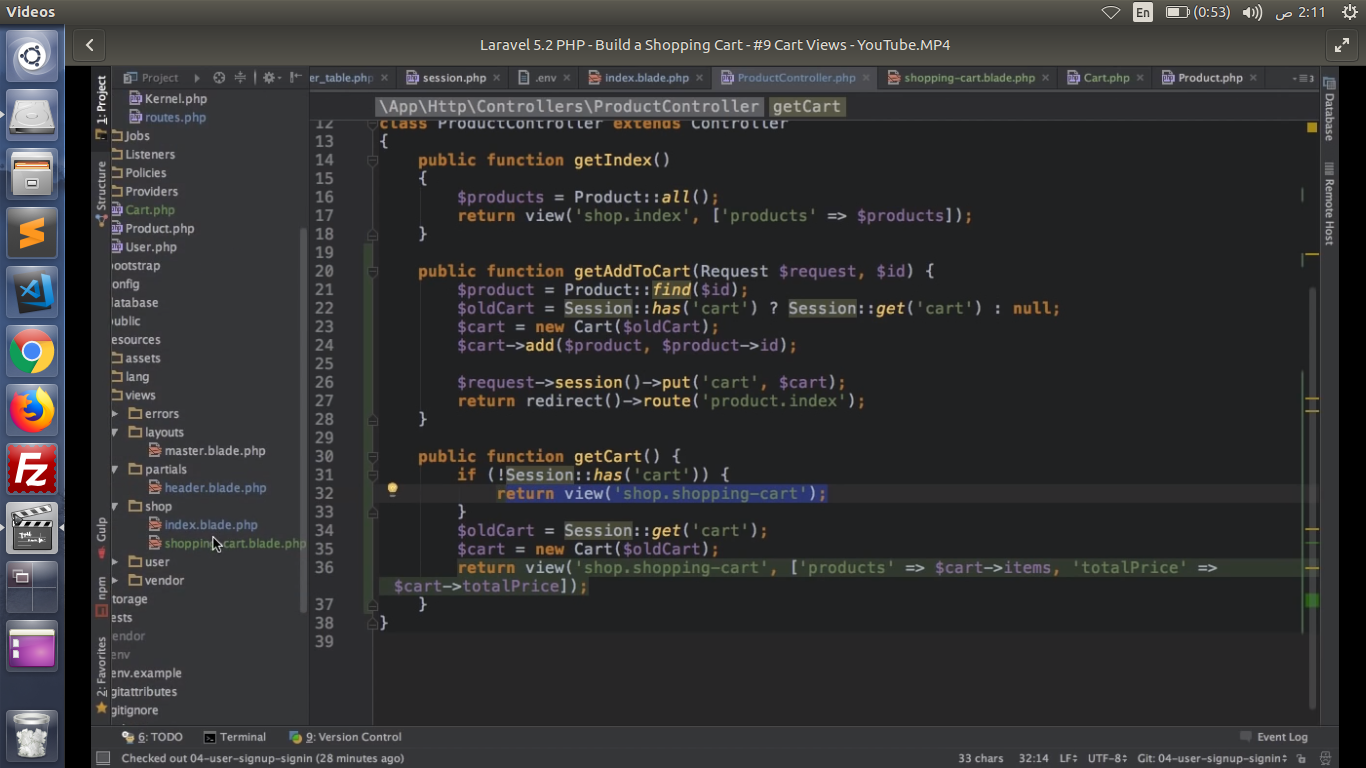 Videos
En
(0:53)
2:11 ص
Laravel 5.2 PHP - Build a Shopping Cart - #9 Cart Views - YouTube.MP4
1: Project
Structure
Gulp
npm
2: Favorites
Project
Kernel.php
routes.php
Jobs
Listeners
Policies
Providers
Cart.php
Product.php
User.php
bootstrap
onfig
database
public
esources
assets
lang
views
errors
layouts
master.blade.php
partials
header.blade.php
shop
index.blade.php
shopping-cart.blade.php
user
vendor
torage
ests
vendor
env
env.example
gitattributes
gitignore
er_table.php
session.php
.env
index.blade.php
ProductController.php
shopping-cart.blade.php
Cart.php
Product.php
3
\App\Http\Controllers\ProductController getCart
12 class ProductController extends Controller
13 {
14 public function getIndex()
15 {
16 $products = Product::all();
17 return view('shop.index', ['products' => $products]);
18 }
19
20 public function getAddToCart(Request $request, $id) {
21 $product = Product::find($id);
22 $oldCart = Session::has('cart') ? Session::get('cart') : null;
23 $cart = new Cart($oldCart);
24 $cart->add($product, $product->id);
25
26 $request->session()->put('cart', $cart);
27 return redirect()->route('product.index');
28 }
29
30 public function getCart() {
31 if (!Session::has('cart')) {
32 return view('shop.shopping-cart');
33 }
34 $oldCart = Session::get('cart');
35 $cart = new Cart($oldCart);
36 return view('shop.shopping-cart', ['products' => $cart->items, 'totalPrice' =>
$cart->totalPrice]);
37 }
38 }
39
Database
Remote Host
6: TODO
Terminal
9: Version Control
Event Log
Checked out 04-user-signup-signin (28 minutes ago)
33 chars
32:14
LF
UTF-8
Git: 04-user-signup-signin